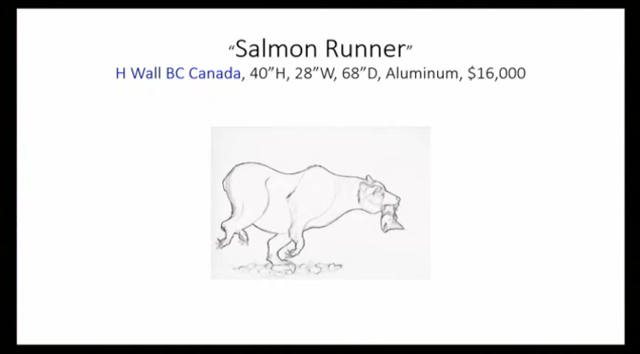 “Salmon Runner”
H Wall BC Canada, 40”H, 28”W, 68”D, Aluminum, $16,000